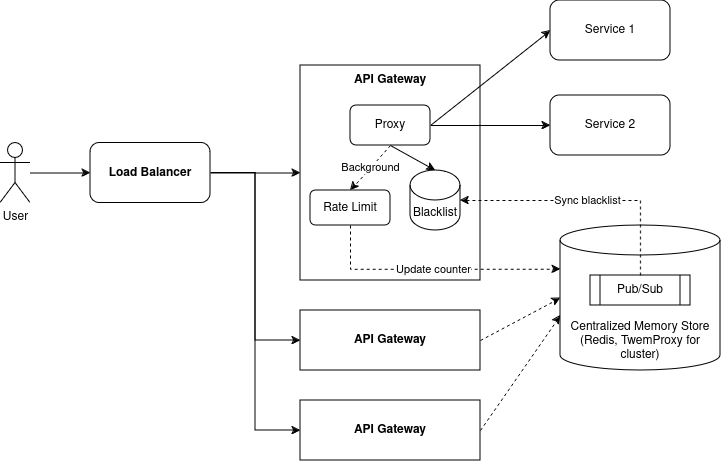 Service 1
API Gateway
Proxy
Service 2
Background
Load Balancer
Rate Limit
Blacklist
Sync blacklist
User
Update counter
Pub/Sub
Centralized Memory Store
(Redis, TwemProxy for
cluster)
API Gateway
API Gateway